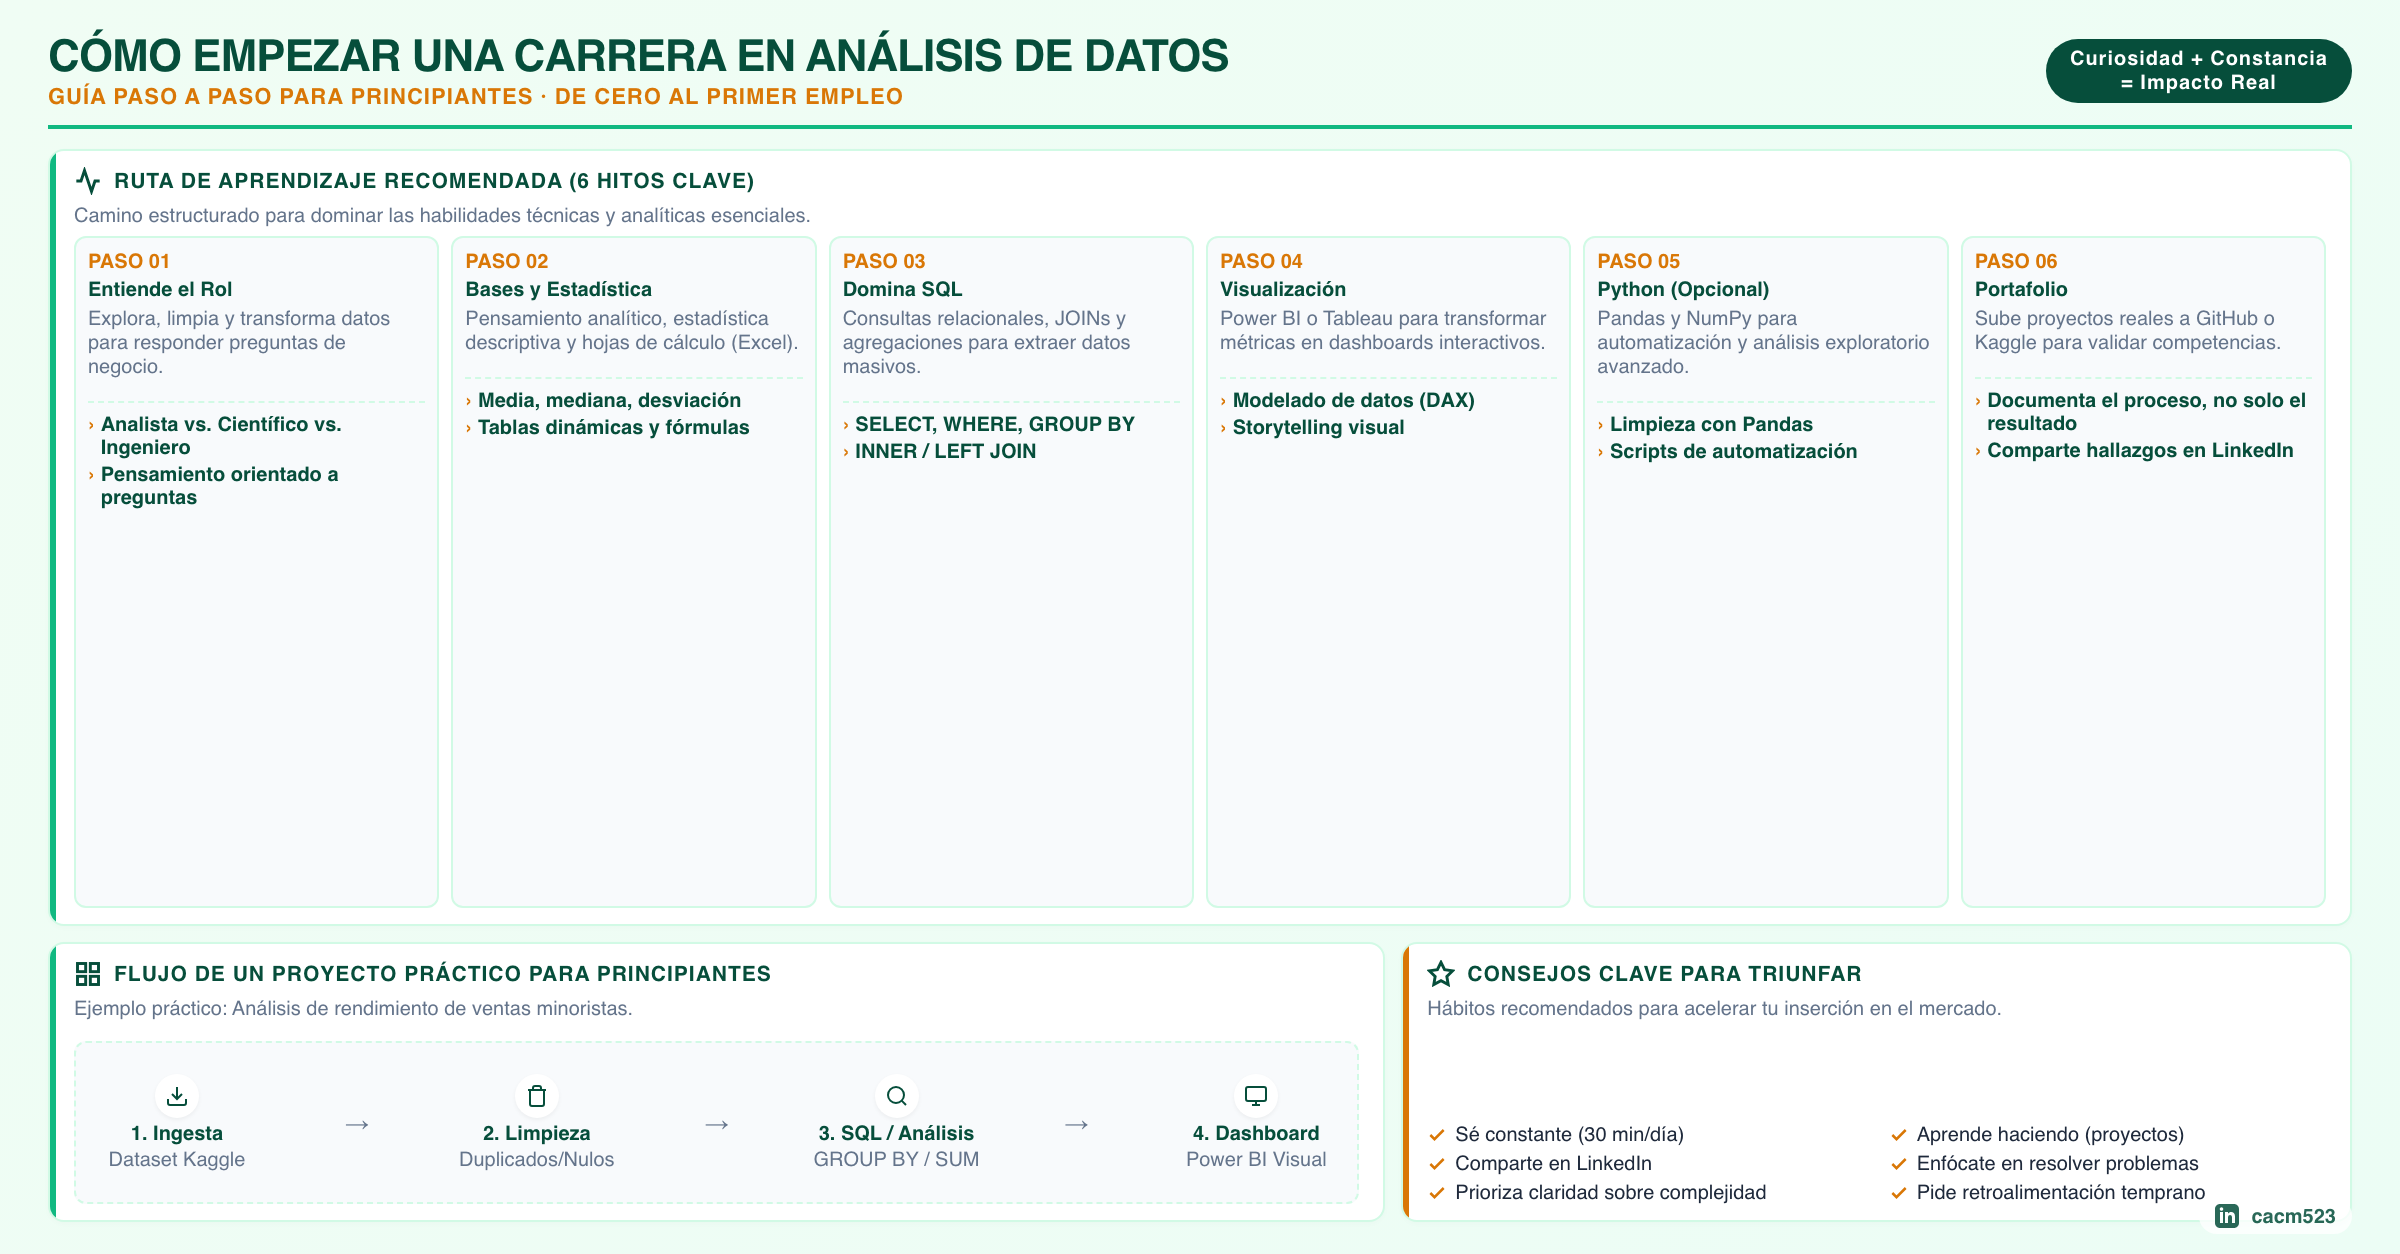 CÓMO EMPEZAR UNA CARRERA EN ANÁLISIS DE DATOS
GUÍA PASO A PASO PARA PRINCIPIANTES · DE CERO AL PRIMER EMPLEO
Curiosidad + Constancia
= Impacto Real
RUTA DE APRENDIZAJE RECOMENDADA (6 HITOS CLAVE)
Camino estructurado para dominar las habilidades técnicas y analíticas esenciales.
PASO 01
Entiende el Rol
Explora, limpia y transforma datos
para responder preguntas de
negocio.
› Analista vs. Científico vs.
Ingeniero
› Pensamiento orientado a
preguntas
PASO 02
Bases y Estadística
Pensamiento analítico, estadística
descriptiva y hojas de cálculo (Excel).
› Media, mediana, desviación
› Tablas dinámicas y fórmulas
PASO 03
Domina SQL
Consultas relacionales, JOINs y
agregaciones para extraer datos
masivos.
› SELECT, WHERE, GROUP BY
› INNER / LEFT JOIN
PASO 04
Visualización
Power BI o Tableau para transformar
métricas en dashboards interactivos.
› Modelado de datos (DAX)
› Storytelling visual
PASO 05
Python (Opcional)
Pandas y NumPy para
automatización y análisis exploratorio
avanzado.
› Limpieza con Pandas
› Scripts de automatización
PASO 06
Portafolio
Sube proyectos reales a GitHub o
Kaggle para validar competencias.
› Documenta el proceso, no solo el
resultado
› Comparte hallazgos en LinkedIn
FLUJO DE UN PROYECTO PRÁCTICO PARA PRINCIPIANTES
Ejemplo práctico: Análisis de rendimiento de ventas minoristas.
1. Ingesta
Dataset Kaggle
→
2. Limpieza
Duplicados/Nulos
→
3. SQL / Análisis
GROUP BY / SUM
→
4. Dashboard
Power BI Visual
CONSEJOS CLAVE PARA TRIUNFAR
Hábitos recomendados para acelerar tu inserción en el mercado.
✓ Sé constante (30 min/día)
✓ Aprende haciendo (proyectos)
✓ Comparte en LinkedIn
✓ Enfócate en resolver problemas
✓ Prioriza claridad sobre complejidad
✓ Pide retroalimentación temprano
in cacm523